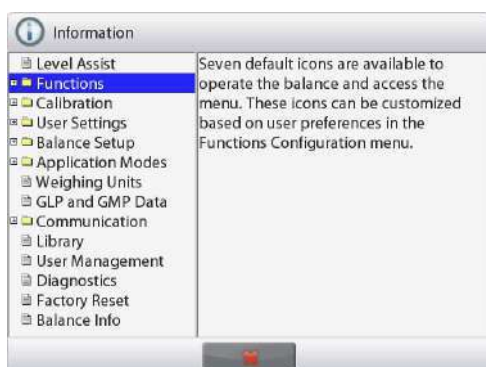 Information
Level Assist
Functions
Calibration
User Settings
Balance Setup
Application Modes
Weighing Units
GLP and GMP Data
Communication
Library
User Management
Diagnostics
Factory Reset
Balance Info
Seven default icons are available to
operate the balance and access the
menu. These icons can be customized
based on user preferences in the
Functions Configuration menu.